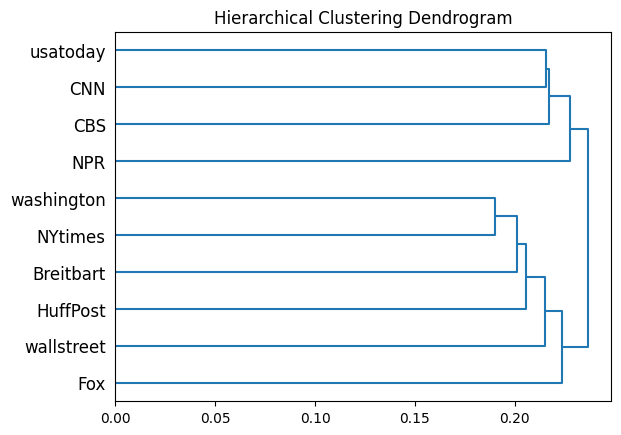 Hierarchical Clustering Dendrogram
usatoday
CNN
CBS
NPR
washington
NYtimes
Breitbart
HuffPost
wallstreet
Fox
0.00 0.05 0.10 0.15 0.20